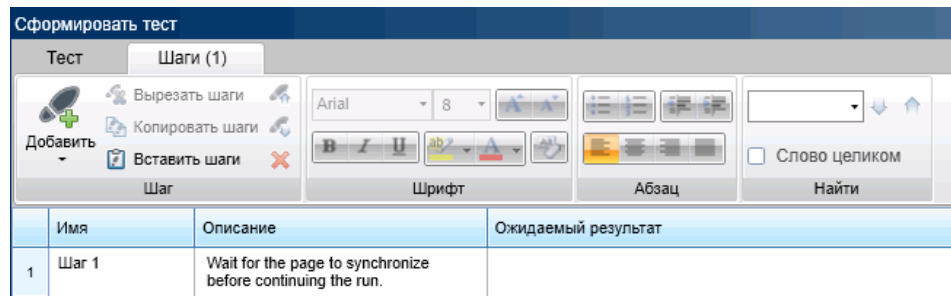 Сформировать тест
Тест Шаги (1)
Добавить
Вырезать шаги
Копировать шаги
Вставить шаги
Шаг
Arial 8
A A
B I U ab A
Шрифт
Абзац
Слово целиком
Найти
Имя Описание Ожидаемый результат
1 Шаг 1 Wait for the page to synchronize
before continuing the run.